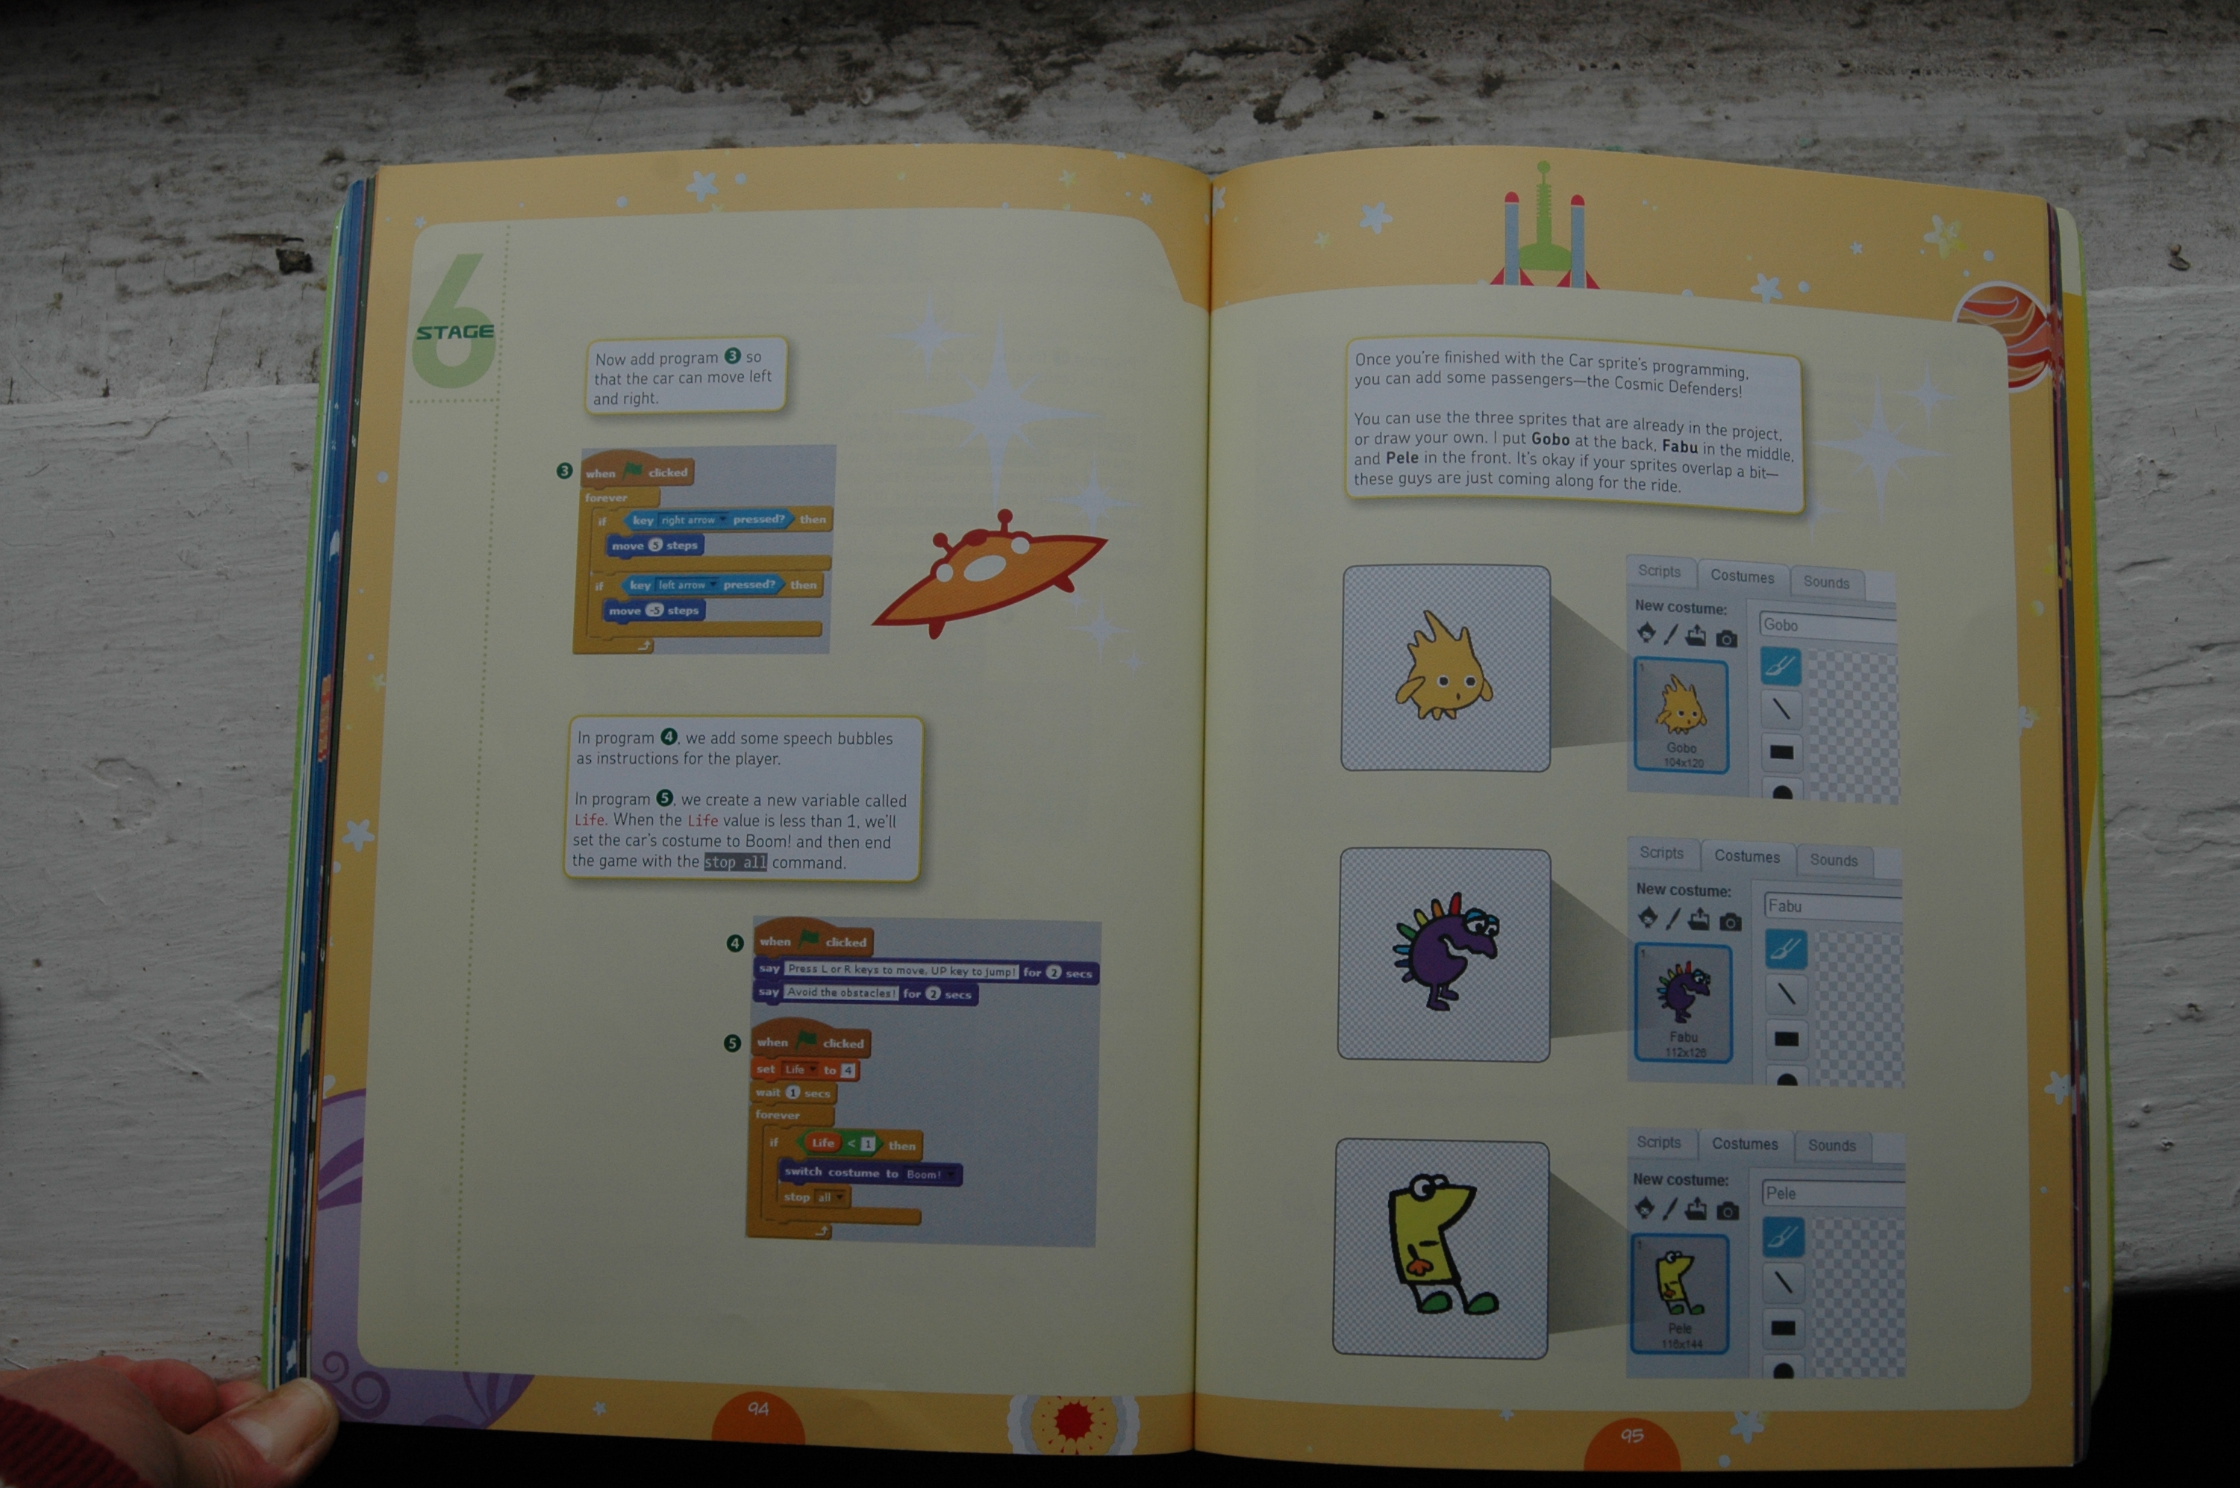 6
STAGE
Now add program 3 so
that the car can move left
and right.
3
when clicked
forever
if key right arrow pressed? then
move 5 steps
if key left arrow pressed? then
move -5 steps
In program 4, we add some speech bubbles
as instructions for the player.
In program 5, we create a new variable called
Life. When the Life value is less than 1, we'll
set the car's costume to Boom! and then end
the game with the stop all command.
4
when clicked
say Press L or R keys to move, UP key to jump! for 2 secs
say Avoid the obstacles! for 2 secs
5
when clicked
set Life to 4
wait 1 secs
forever
if Life < 1 then
switch costume to Boom!
stop all
94
Once you're finished with the Car sprite's programming,
you can add some passengers—the Cosmic Defenders!
You can use the three sprites that are already in the project,
or draw your own. I put Gobo at the back, Fabu in the middle,
and Pele in the front. It's okay if your sprites overlap a bit—
these guys are just coming along for the ride.
Scripts Costumes Sounds
New costume:
Gobo
1
Gobo
104x120
Scripts Costumes Sounds
New costume:
Fabu
1
Fabu
112x126
Scripts Costumes Sounds
New costume:
Pele
1
Pele
116x144
95